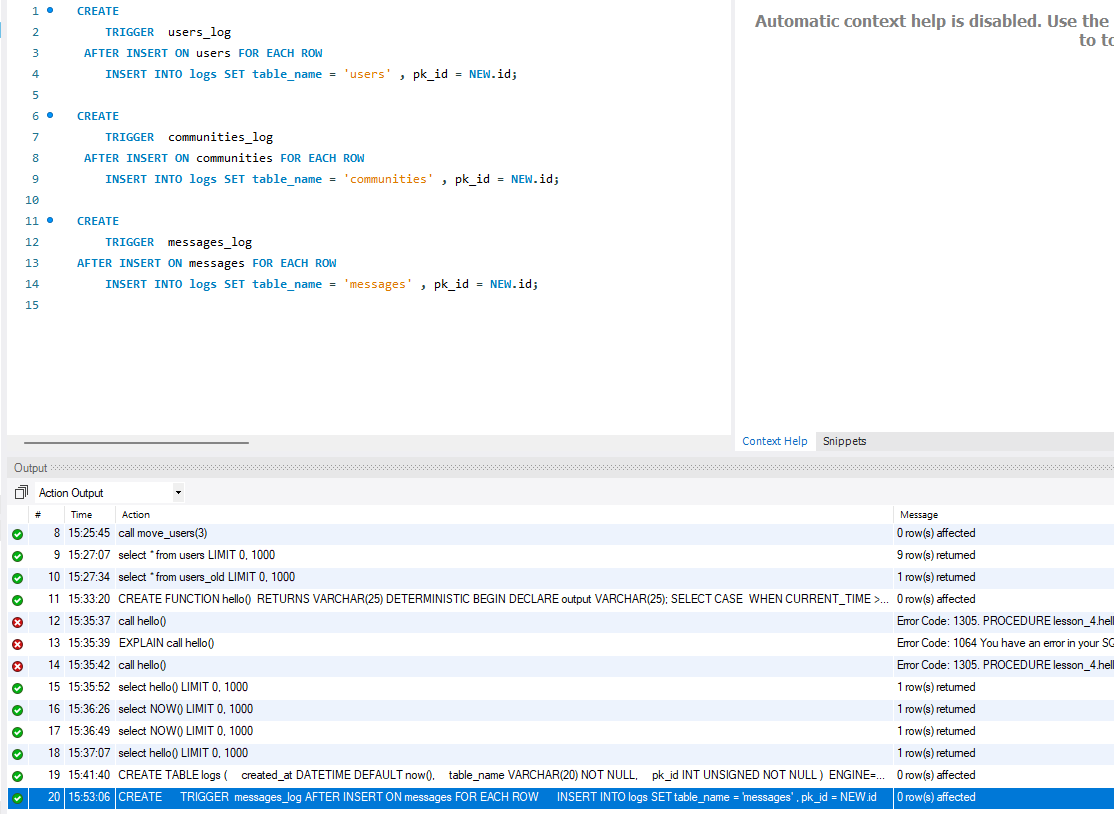 1 CREATE
2 TRIGGER users_log
3 AFTER INSERT ON users FOR EACH ROW
4 INSERT INTO logs SET table_name = 'users' , pk_id = NEW.id;
5
6 CREATE
7 TRIGGER communities_log
8 AFTER INSERT ON communities FOR EACH ROW
9 INSERT INTO logs SET table_name = 'communities' , pk_id = NEW.id;
10
11 CREATE
12 TRIGGER messages_log
13 AFTER INSERT ON messages FOR EACH ROW
14 INSERT INTO logs SET table_name = 'messages' , pk_id = NEW.id;
15
Automatic context help is disabled. Use the
to to
Context Help Snippets
Output
Action Output
# Time Action Message
8 15:25:45 call move_users(3) 0 row(s) affected
9 15:27:07 select * from users LIMIT 0, 1000 9 row(s) returned
10 15:27:34 select * from users_old LIMIT 0, 1000 1 row(s) returned
11 15:33:20 CREATE FUNCTION hello() RETURNS VARCHAR(25) DETERMINISTIC BEGIN DECLARE output VARCHAR(25); SELECT CASE WHEN CURRENT_TIME >... 0 row(s) affected
12 15:35:37 call hello() Error Code: 1305. PROCEDURE lesson_4.hell
13 15:35:39 EXPLAIN call hello() Error Code: 1064 You have an error in your SQ
14 15:35:42 call hello() Error Code: 1305. PROCEDURE lesson_4.hell
15 15:35:52 select hello() LIMIT 0, 1000 1 row(s) returned
16 15:36:26 select NOW() LIMIT 0, 1000 1 row(s) returned
17 15:36:49 select NOW() LIMIT 0, 1000 1 row(s) returned
18 15:37:07 select hello() LIMIT 0, 1000 1 row(s) returned
19 15:41:40 CREATE TABLE logs ( created_at DATETIME DEFAULT now(), table_name VARCHAR(20) NOT NULL, pk_id INT UNSIGNED NOT NULL ) ENGINE=... 0 row(s) affected
20 15:53:06 CREATE TRIGGER messages_log AFTER INSERT ON messages FOR EACH ROW INSERT INTO logs SET table_name = 'messages' , pk_id = NEW.id 0 row(s) affected